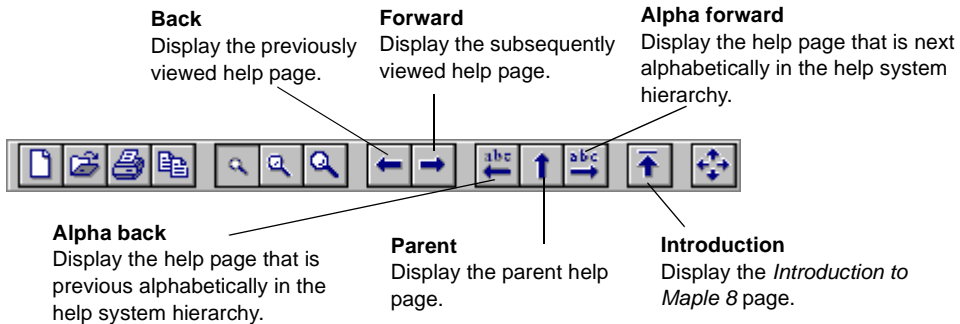 Back
Display the previously
viewed help page.
Forward
Display the subsequently
viewed help page.
Alpha forward
Display the help page that is next
alphabetically in the help system
hierarchy.
abc
abc
Alpha back
Display the help page that is
previous alphabetically in the
help system hierarchy.
Parent
Display the parent help
page.
Introduction
Display the Introduction to
Maple 8 page.